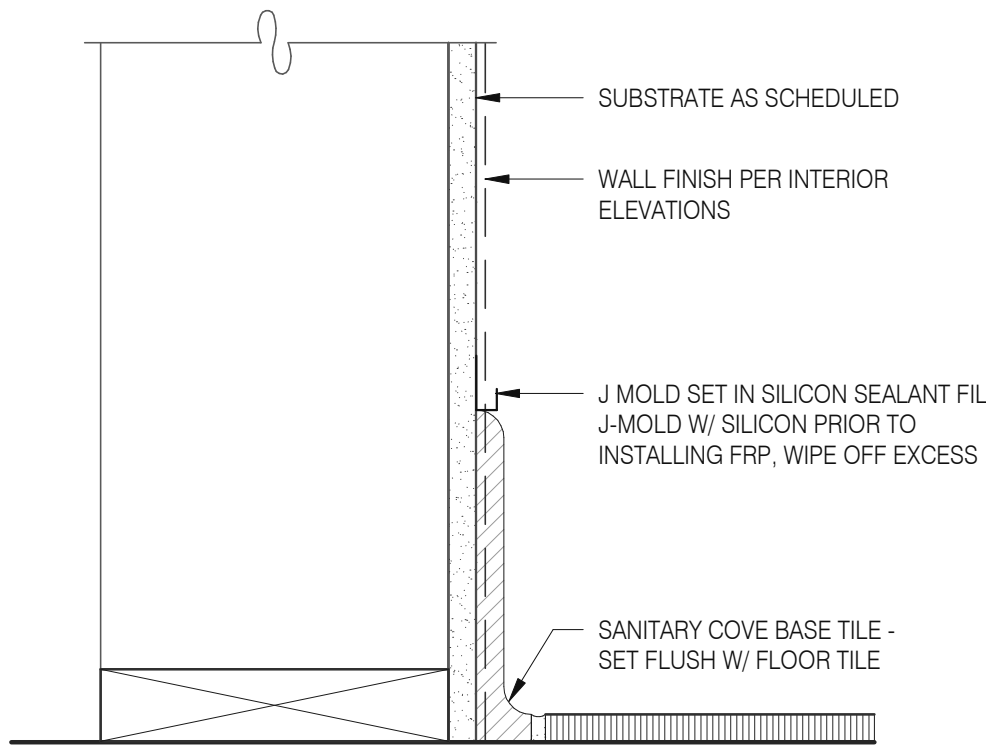 SUBSTRATE AS SCHEDULED
WALL FINISH PER INTERIOR
ELEVATIONS
J MOLD SET IN SILICON SEALANT FIL
J-MOLD W/ SILICON PRIOR TO
INSTALLING FRP, WIPE OFF EXCESS
SANITARY COVE BASE TILE -
SET FLUSH W/ FLOOR TILE